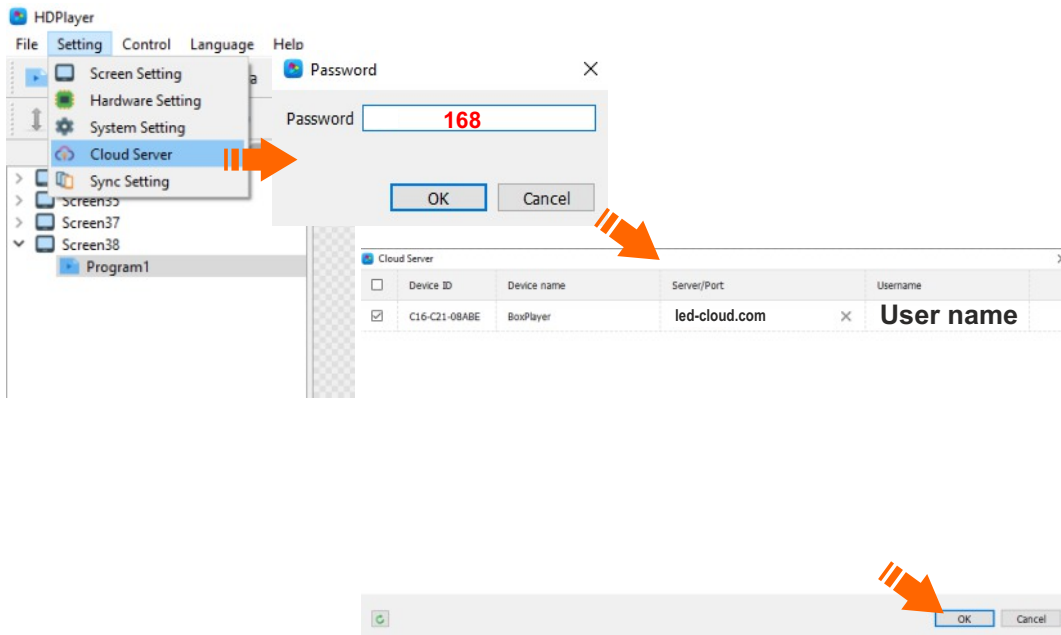 HDPlayer
File Setting Control Language Help
Screen Setting
Hardware Setting
System Setting
Cloud Server
Sync Setting
Screen35
Screen37
Screen38
Program1
Password
Password 168
OK Cancel
Cloud Server
Device ID Device name Server/Port Username
C16-C21-08ABE BoxPlayer led-cloud.com User name
OK Cancel